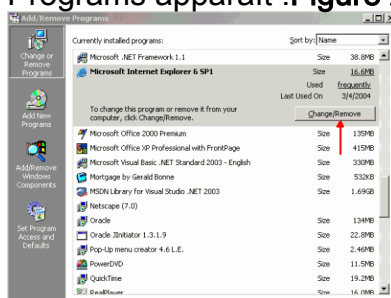 Programs apparaît .Figure
Add/Remove Programs
Currently installed programs:
Sort by: Name
Change or Remove Programs
Add New Programs
Add/Remove Windows Components
Set Program Access and Defaults
Microsoft .NET Framework 1.1 Size 38.8MB
Microsoft Internet Explorer 6 SP1 Size 16.6MB
Used frequently
Last Used On 3/4/2004
To change this program or remove it from your computer, click Change/Remove.
Change/Remove
Microsoft Office 2000 Premium Size 135MB
Microsoft Office XP Professional with FrontPage Size 415MB
Microsoft Visual Basic .NET Standard 2003 - English Size 330MB
Mortgage by Gerald Bonne Size 532KB
MSDN Library for Visual Studio .NET 2003 Size 1.69GB
Netscape (7.0)
Oracle Size 134MB
Oracle JInitiator 1.3.1.9 Size 22.8MB
Pop-Up menu creator 4.6 L.E. Size 2.46MB
PowerDVD Size 11.5MB
QuickTime Size 19.2MB
RealPlayer Size 16.0MB